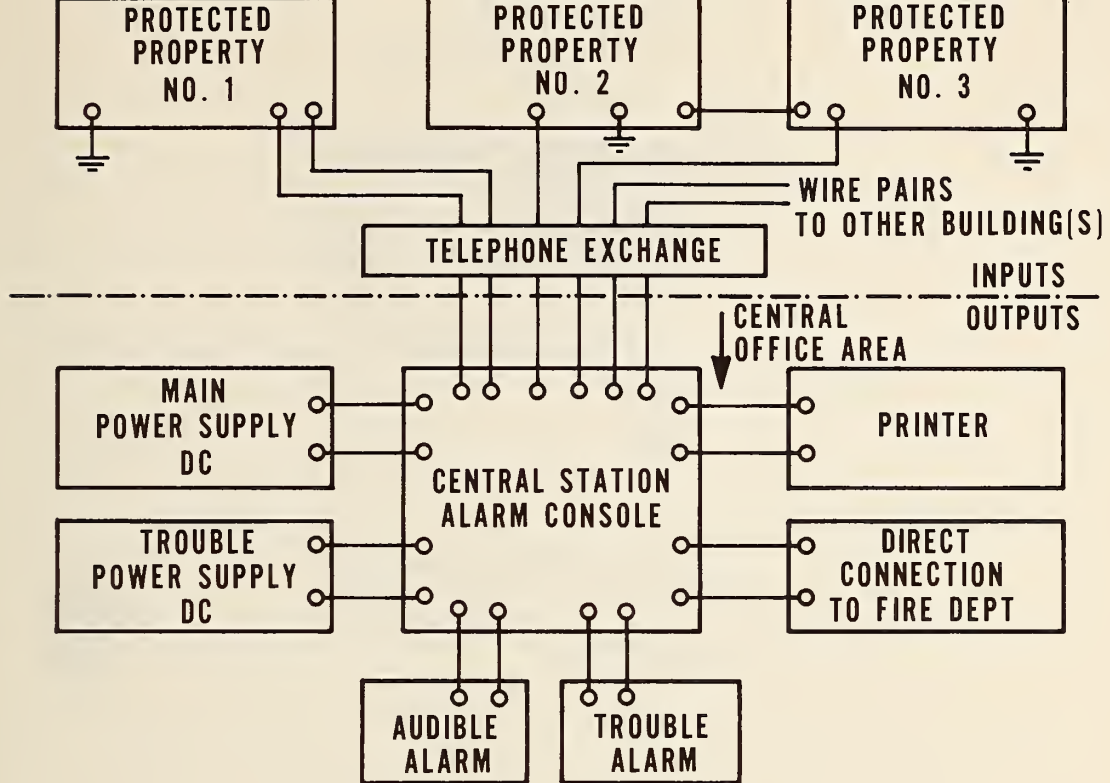 PROTECTED
PROPERTY
NO. 1
PROTECTED
PROPERTY
NO. 2
PROTECTED
PROPERTY
NO. 3
WIRE PAIRS
TO OTHER BUILDING(S)
TELEPHONE EXCHANGE
INPUTS
OUTPUTS
CENTRAL
OFFICE AREA
MAIN
POWER SUPPLY
DC
PRINTER
CENTRAL STATION
ALARM CONSOLE
TROUBLE
POWER SUPPLY
DC
DIRECT
CONNECTION
TO FIRE DEPT
AUDIBLE
ALARM
TROUBLE
ALARM